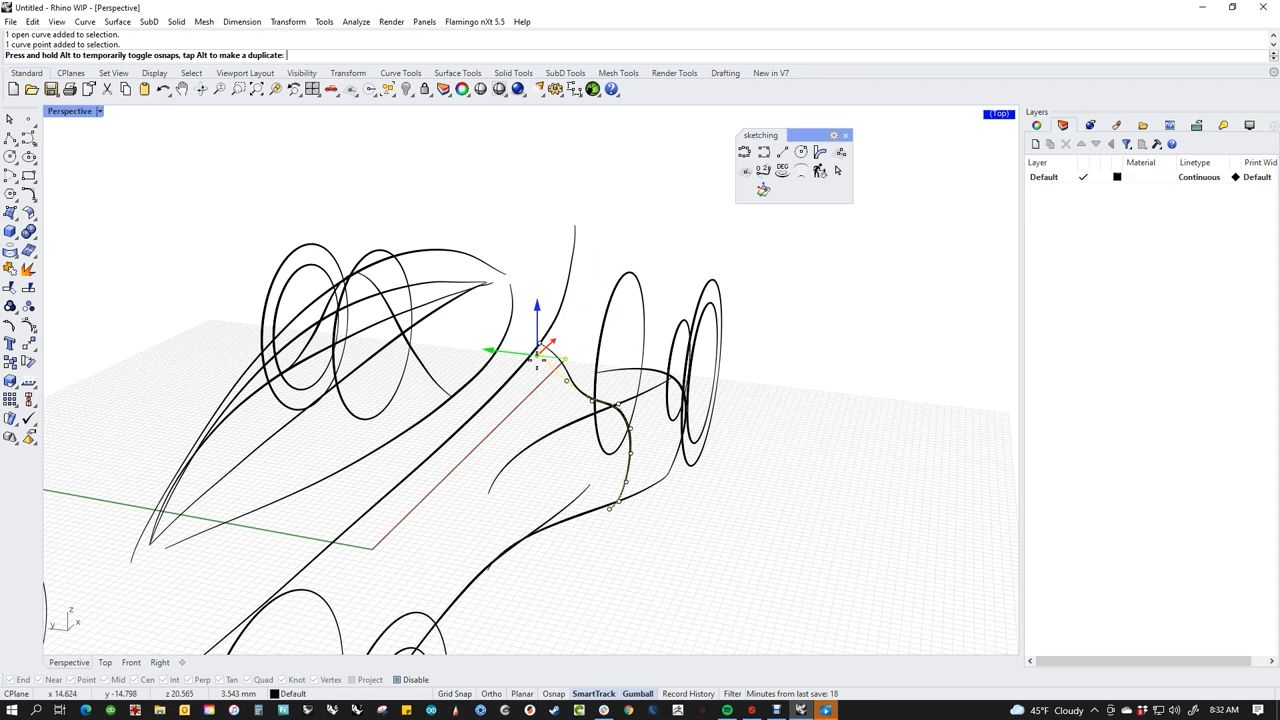 Untitled - Rhino WIP - [Perspective]
File Edit View Curve Surface SubD Solid Mesh Dimension Transform Tools Analyze Render Panels Flamingo nXt 5.5 Help
1 open curve added to selection.
1 curve point added to selection.
Press and hold Alt to temporarily toggle osnaps, tap Alt to make a duplicate:
Standard CPlanes Set View Display Select Viewport Layout Visibility Transform Curve Tools Surface Tools Solid Tools SubD Tools Mesh Tools Render Tools Drafting New in V7
Perspective
(Top)
Layers
sketching
Layer Material Linetype Print Wid
Default Continuous Default
0.2
DEG
z
y x
Perspective Top Front Right
End Near Point Mid Cen Int Perp Tan Quad Knot Vertex Project Disable
CPlane x 14.624 y -14.798 z 20.565 3.543 mm Default Grid Snap Ortho Planar Osnap SmartTrack Gumball Record History Filter Minutes from last save: 18
45°F Cloudy 8:32 AM